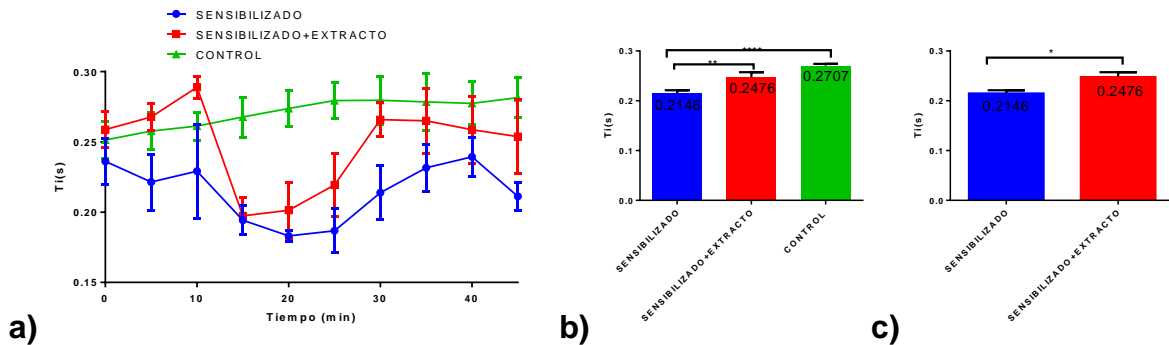 SENSIBILIZADO
SENSIBILIZADO+EXTRACTO
CONTROL
0.30
0.25
0.20
0.15
Ti(s)
0 10 20 30 40
Tiempo (min)
a)
0.3
0.2
0.1
0.0
Ti(s)
****
**
0.2146
0.2476
0.2707
SENSIBILIZADO
SENSIBILIZADO+EXTRACTO
CONTROL
b)
0.3
0.2
0.1
0.0
Ti(s)
*
0.2146
0.2476
SENSIBILIZADO
SENSIBILIZADO+EXTRACTO
c)